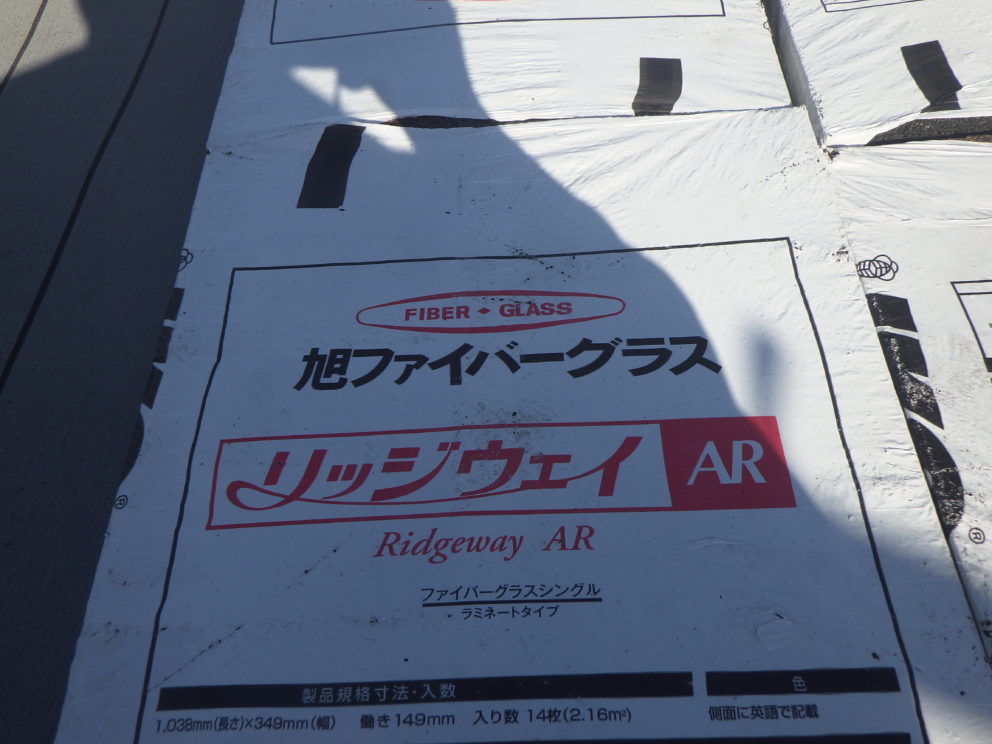 FIBER ◆ GLASS
旭ファイバーグラス
リッジウェイ AR
Ridgeway AR
ファイバーグラスシングル
ラミネートタイプ
製品規格寸法・入数 色
1,038mm(長さ)×349mm(幅) 働き149mm 入り数 14枚(2.16m²) 側面に英語で記載
®
®